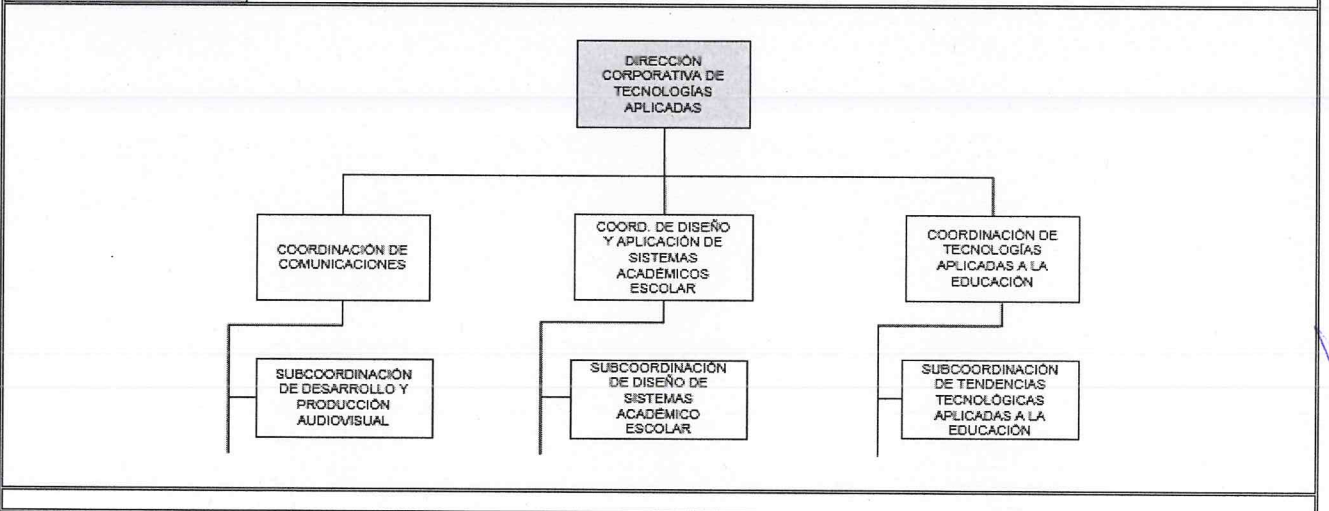 DIRECCIÓN
CORPORATIVA DE
TECNOLOGÍAS
APLICADAS
COORDINACIÓN DE
COMUNICACIONES
COORD. DE DISEÑO
Y APLICACIÓN DE
SISTEMAS
ACADÉMICOS
ESCOLAR
COORDINACIÓN DE
TECNOLOGÍAS
APLICADAS A LA
EDUCACIÓN
SUBCOORDINACIÓN
DE DESARROLLO Y
PRODUCCIÓN
AUDIOVISUAL
SUBCOORDINACIÓN
DE DISEÑO DE
SISTEMAS
ACADÉMICO
ESCOLAR
SUBCOORDINACIÓN
DE TENDENCIAS
TECNOLÓGICAS
APLICADAS A LA
EDUCACIÓN